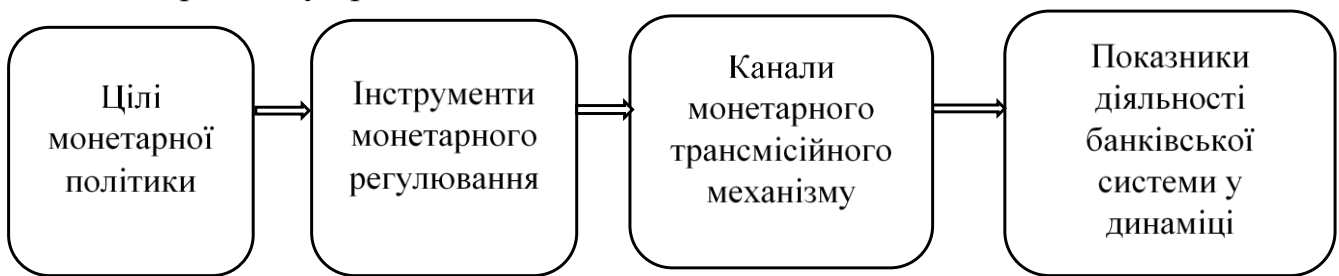 Цілі
монетарної
політики
Інструменти
монетарного
регулювання
Канали
монетарного
трансмісійного
механізму
Показники
діяльності
банківської
системи у
динаміці